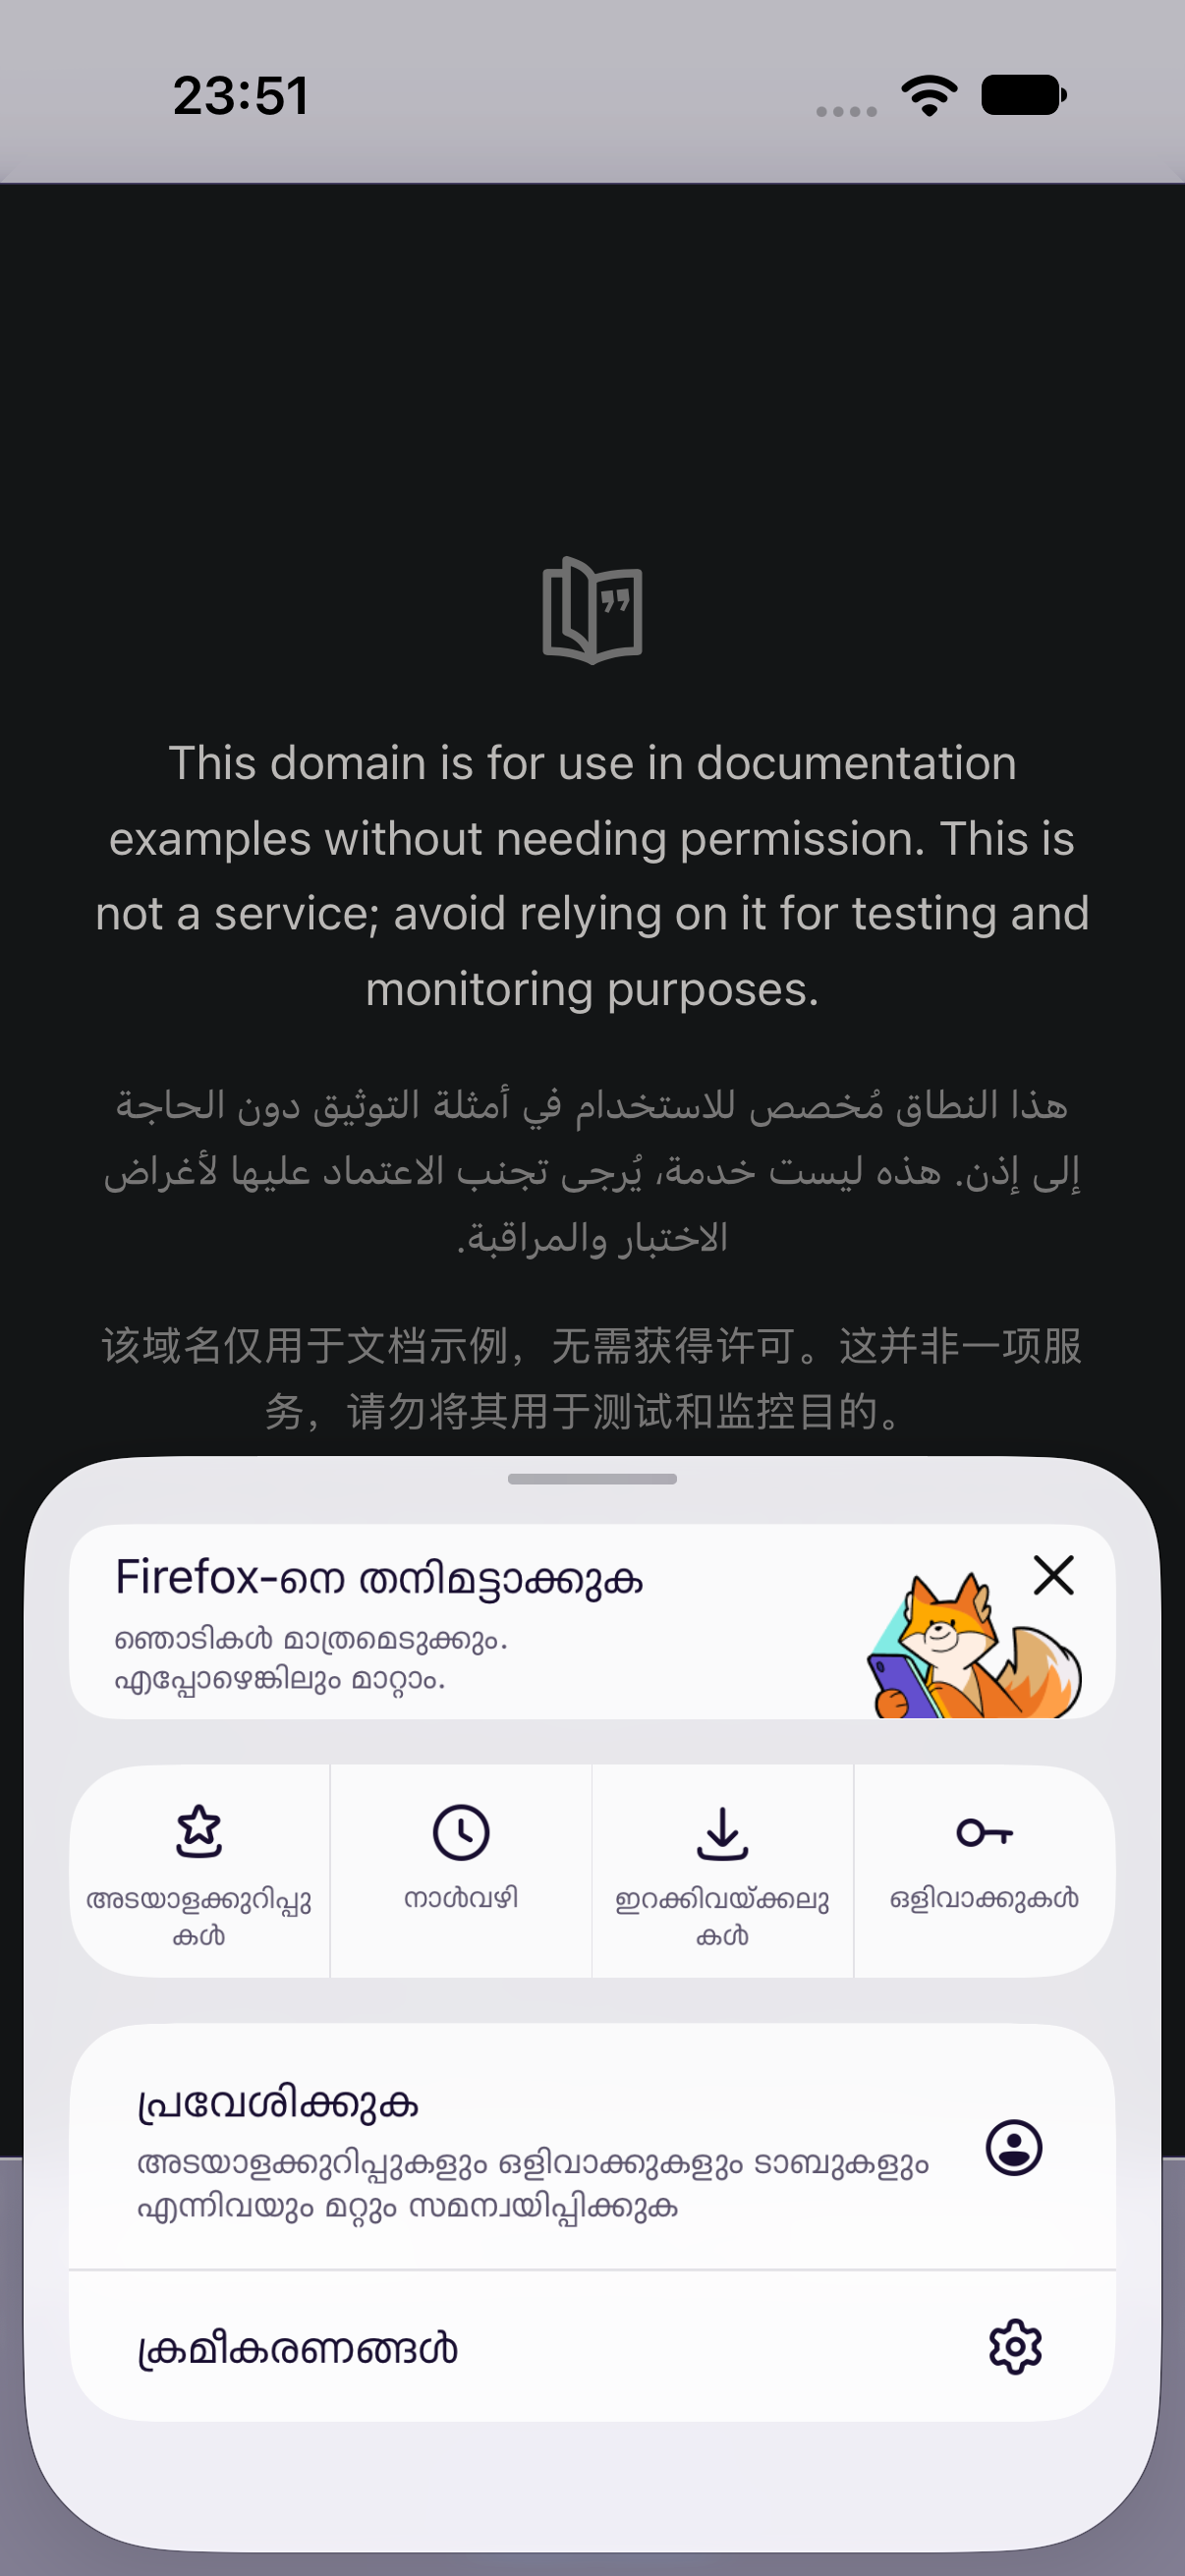 23:51
This domain is for use in documentation
examples without needing permission. This is
not a service; avoid relying on it for testing and
monitoring purposes.
هذا النطاق مُخصص للاستخدام في أمثلة التوثيق دون الحاجة
إلى إذن. هذه ليست خدمة، يُرجى تجنب الاعتماد عليها لأغراض
الاختبار والمراقبة.
该域名仅用于文档示例，无需获得许可。这并非一项服
务，请勿将其用于测试和监控目的。
Firefox-നെ തനിമട്ടാക്കുക
ഞൊടികൾ മാത്രമെടുക്കും.
എപ്പോഴെങ്കിലും മാറ്റാം.
അടയാളക്കുറിപ്പു
കൾ
നാൾവഴി
ഇറക്കിവയ്ക്കലു
കൾ
ഒളിവാക്കുകൾ
പ്രവേശിക്കുക
അടയാളക്കുറിപ്പുകളും ഒളിവാക്കുകളും ടാബുകളും
എന്നിവയും മറ്റും സമന്വയിപ്പിക്കുക
ക്രമീകരണങ്ങൾ